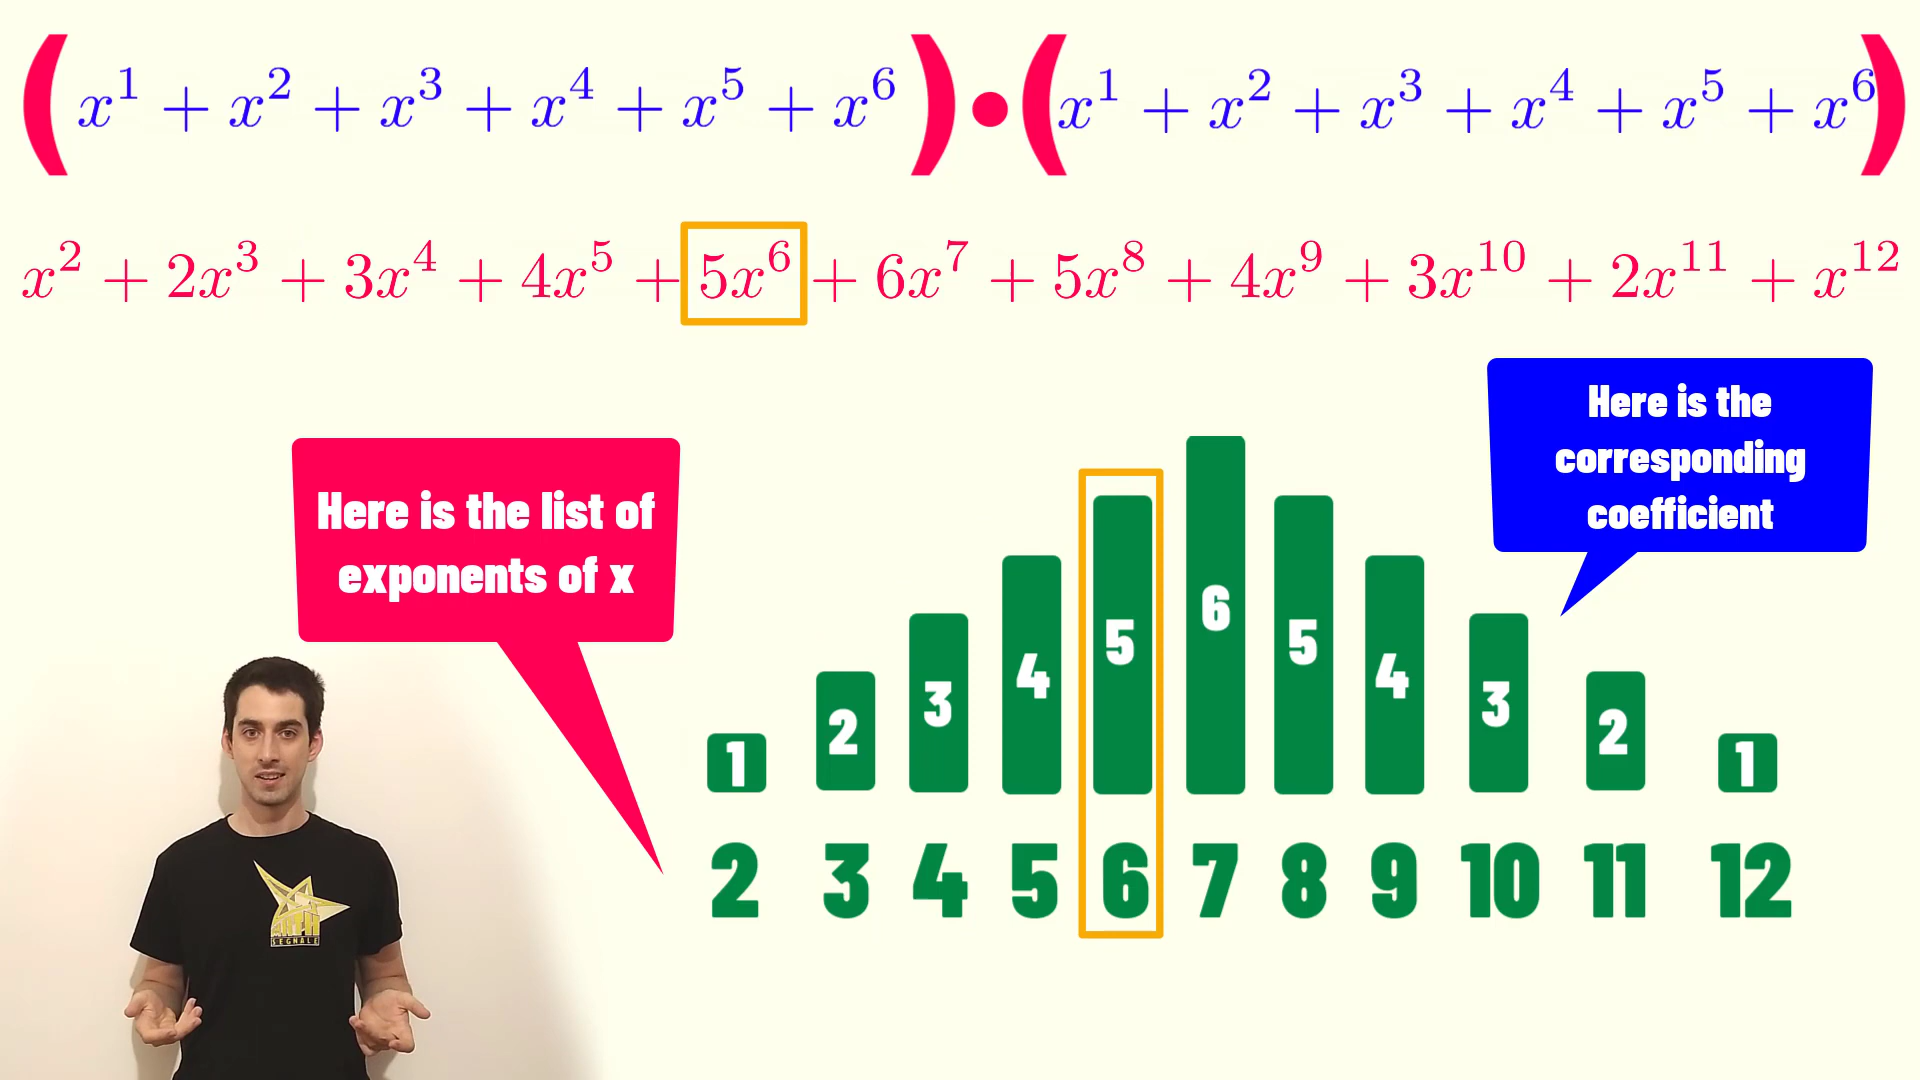 (x^1 + x^2 + x^3 + x^4 + x^5 + x^6) • (x^1 + x^2 + x^3 + x^4 + x^5 + x^6)
x^2 + 2x^3 + 3x^4 + 4x^5 + 5x^6 + 6x^7 + 5x^8 + 4x^9 + 3x^10 + 2x^11 + x^12
Here is the list of
exponents of x
Here is the
corresponding
coefficient
1 2 3 4 5 6 5 4 3 2 1
2 3 4 5 6 7 8 9 10 11 12
SEGNALE